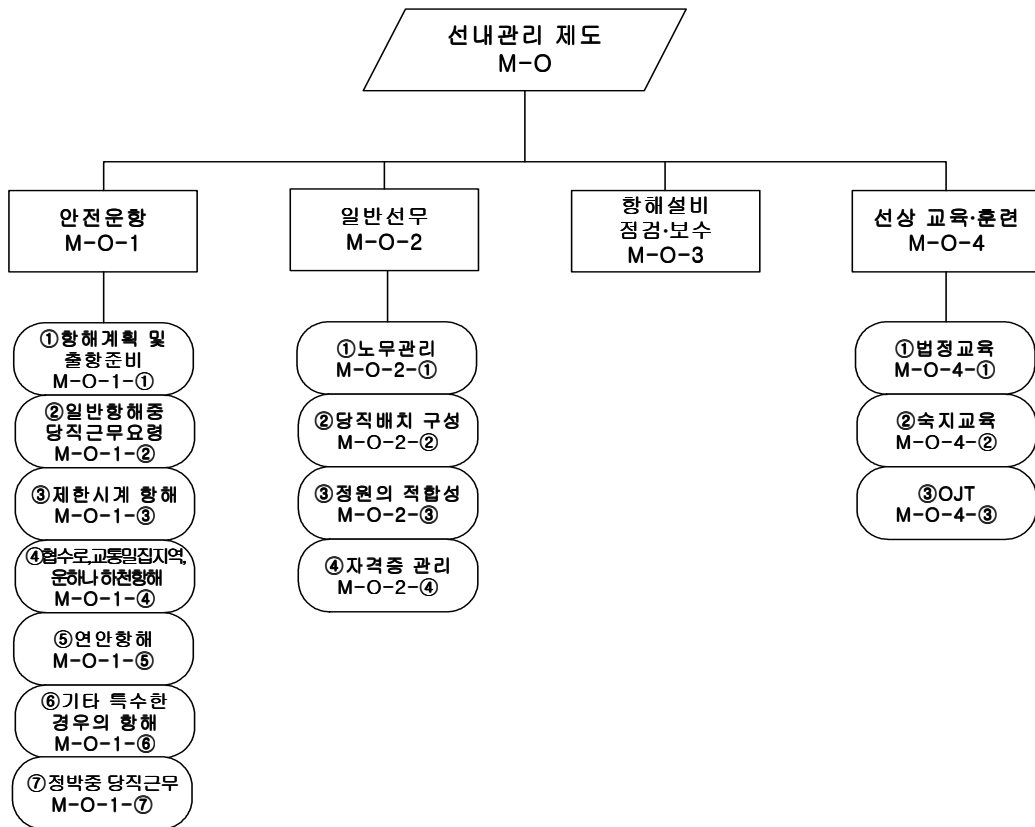 선내관리 제도
M-O
안전운항
M-O-1
①항해계획 및
출항준비
M-O-1-①
②일반항해중
당직근무요령
M-O-1-②
③제한시계 항해
M-O-1-③
④협수로,교통밀집지역,
운하나 하천항해
M-O-1-④
⑤연안항해
M-O-1-⑤
⑥기타 특수한
경우의 항해
M-O-1-⑥
⑦정박중 당직근무
M-O-1-⑦
일반선무
M-O-2
①노무관리
M-O-2-①
②당직배치 구성
M-O-2-②
③정원의 적합성
M-O-2-③
④자격증 관리
M-O-2-④
항해설비
점검·보수
M-O-3
선상 교육·훈련
M-O-4
①법정교육
M-O-4-①
②숙지교육
M-O-4-②
③OJT
M-O-4-③